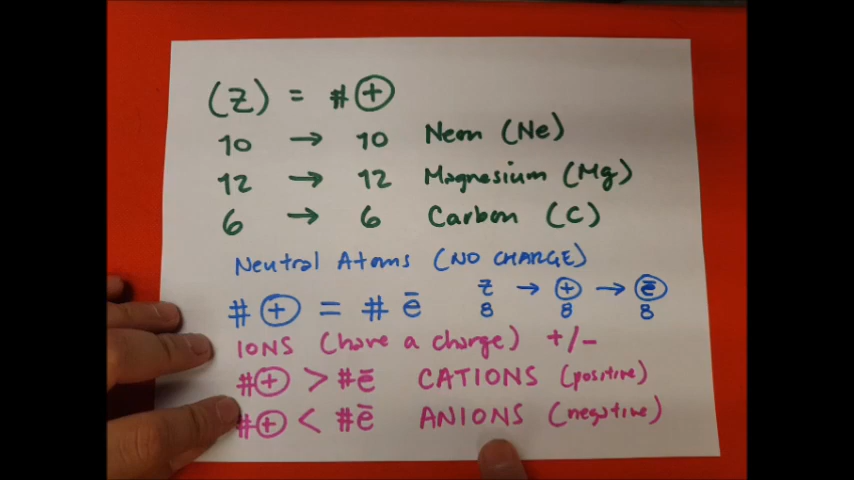 (Z) = # ⊕
10 → 10 Neon (Ne)
12 → 12 Magnesium (Mg)
6 → 6 Carbon (C)
Neutral Atoms (NO CHARGE)
# ⊕ = # ē Z → ⊕ → ē
8 8 8
IONS (have a charge) +/-
#⊕ > #ē CATIONS (positive)
#⊕ < #ē ANIONS (negative)